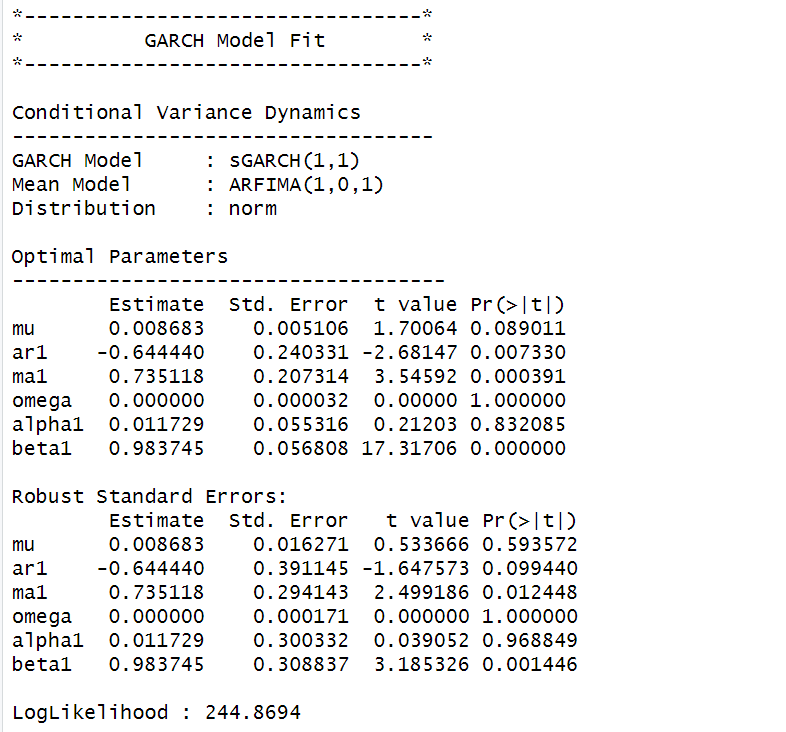 *---------------------------------*
*          GARCH Model Fit        *
*---------------------------------*
Conditional Variance Dynamics
-----------------------------------
GARCH Model     : sGARCH(1,1)
Mean Model      : ARFIMA(1,0,1)
Distribution    : norm
Optimal Parameters
------------------------------------
        Estimate  Std. Error  t value Pr(>|t|)
mu      0.008683    0.005106  1.70064 0.089011
ar1    -0.644440    0.240331 -2.68147 0.007330
ma1     0.735118    0.207314  3.54592 0.000391
omega   0.000000    0.000032  0.00000 1.000000
alpha1  0.011729    0.055316  0.21203 0.832085
beta1   0.983745    0.056808 17.31706 0.000000
Robust Standard Errors:
        Estimate  Std. Error   t value Pr(>|t|)
mu      0.008683    0.016271  0.533666 0.593572
ar1    -0.644440    0.391145 -1.647573 0.099440
ma1     0.735118    0.294143  2.499186 0.012448
omega   0.000000    0.000171  0.000000 1.000000
alpha1  0.011729    0.300332  0.039052 0.968849
beta1   0.983745    0.308837  3.185326 0.001446
LogLikelihood : 244.8694